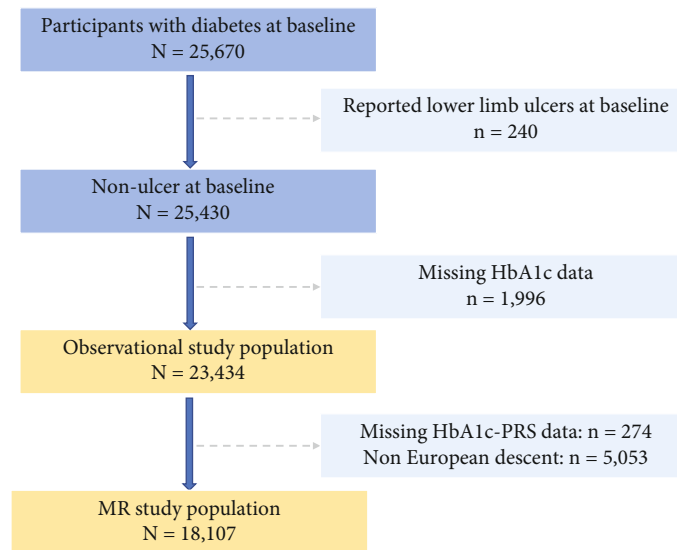 Participants with diabetes at baseline
N = 25,670
Reported lower limb ulcers at baseline
n = 240
Non-ulcer at baseline
N = 25,430
Missing HbA1c data
n = 1,996
Observational study population
N = 23,434
Missing HbA1c-PRS data: n = 274
Non European descent: n = 5,053
MR study population
N = 18,107